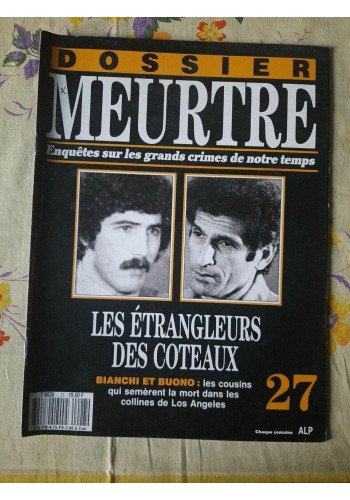 DOSSIER
MEURTRE
Enquêtes sur les grands crimes de notre temps
LES ÉTRANGLEURS
DES COTEAUX
BIANCHI ET BUONO : les cousins
qui semèrent la mort dans les
collines de Los Angeles
27
Chaque semaine ALP